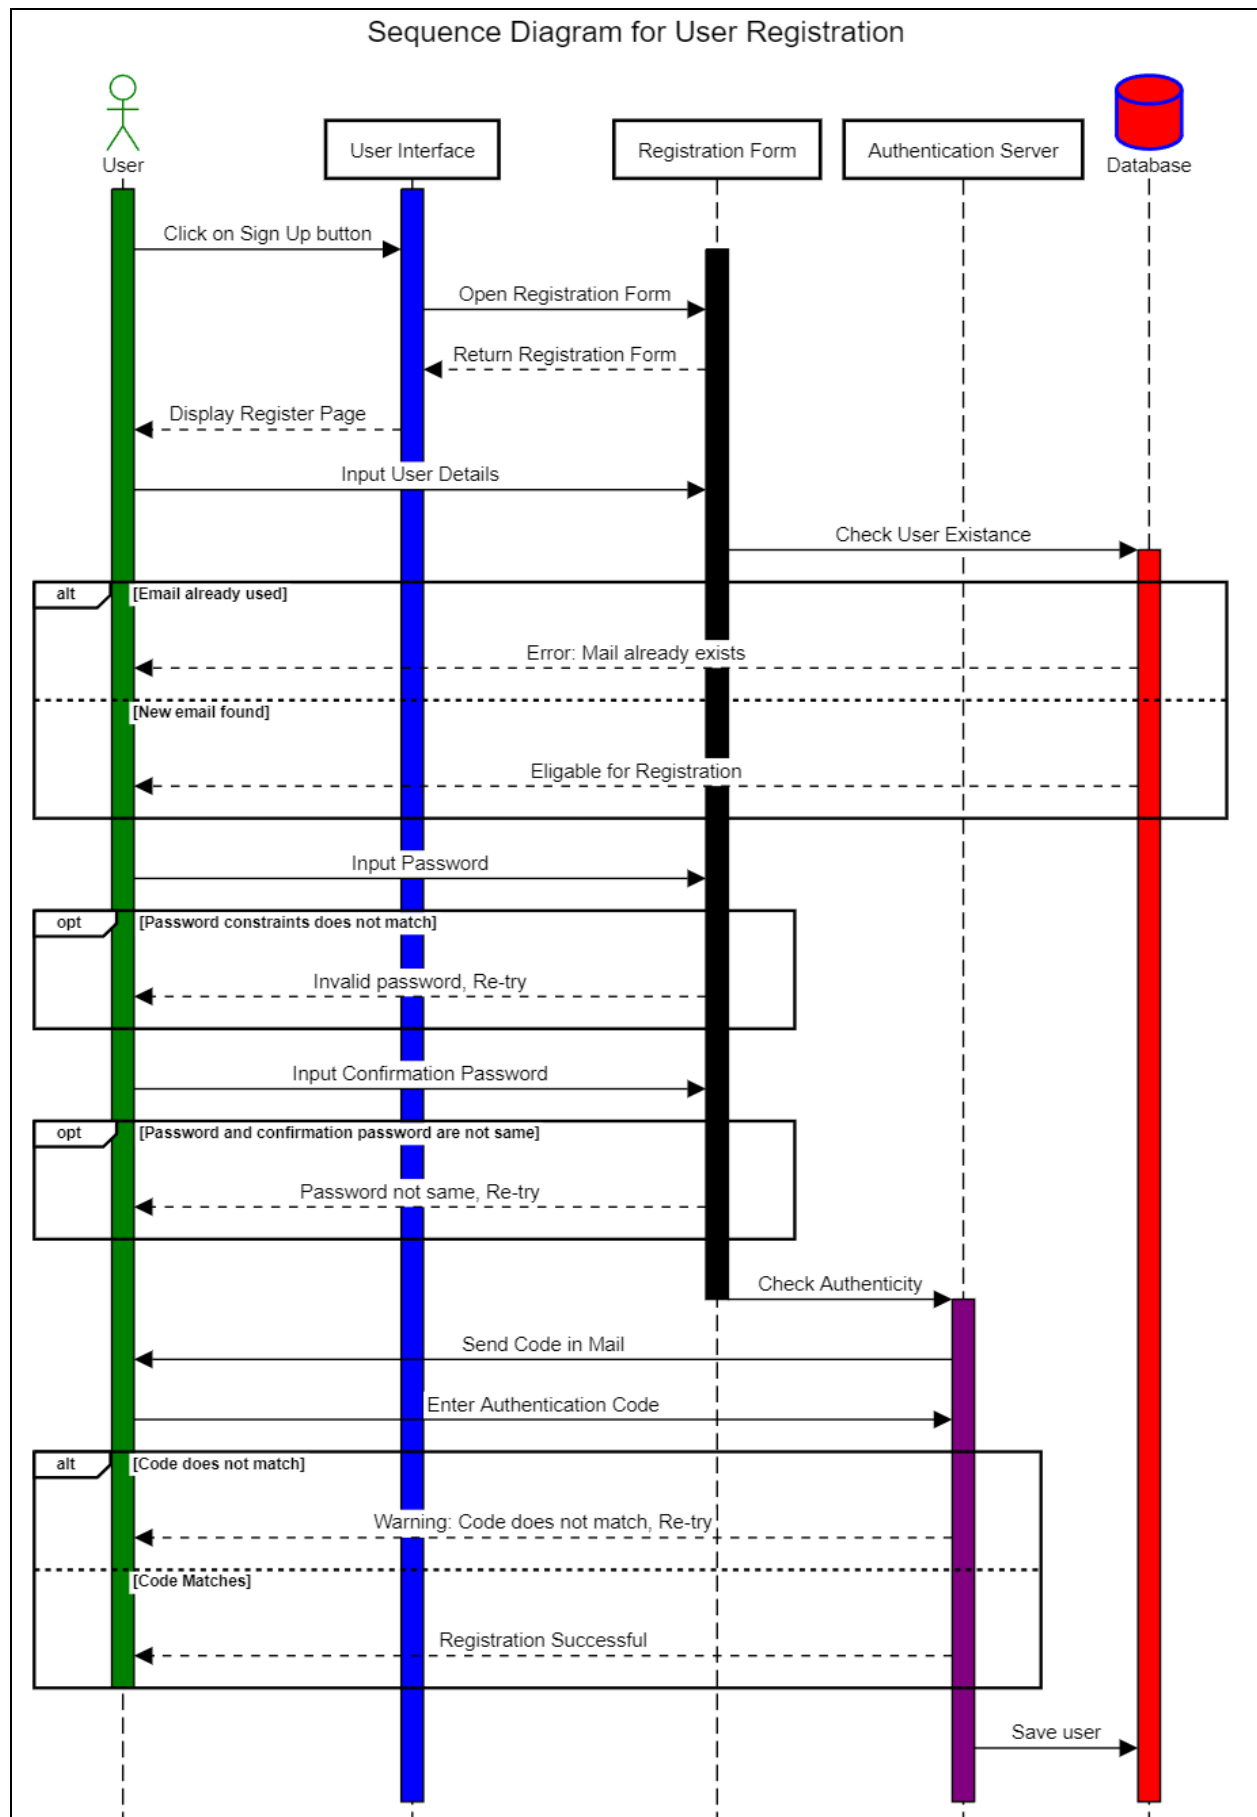 Sequence Diagram for User Registration
User
User Interface
Registration Form
Authentication Server
Database
Click on Sign Up button
Open Registration Form
Return Registration Form
Display Register Page
Input User Details
Check User Existance
alt
[Email already used]
Error: Mail already exists
[New email found]
Eligable for Registration
Input Password
opt
[Password constraints does not match]
Invalid password, Re-try
Input Confirmation Password
opt
[Password and confirmation password are not same]
Password not same, Re-try
Check Authenticity
Send Code in Mail
Enter Authentication Code
alt
[Code does not match]
Warning: Code does not match, Re-try
[Code Matches]
Registration Successful
Save user